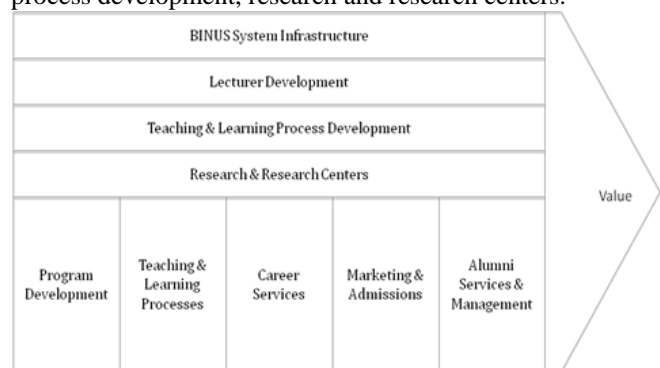 process development, research and research centers.
BINUS System Infrastructure
Lecturer Development
Teaching & Learning Process Development
Research & Research Centers
Value
Program
Development
Teaching &
Learning
Processes
Career
Services
Marketing &
Admissions
Alumni
Services &
Management